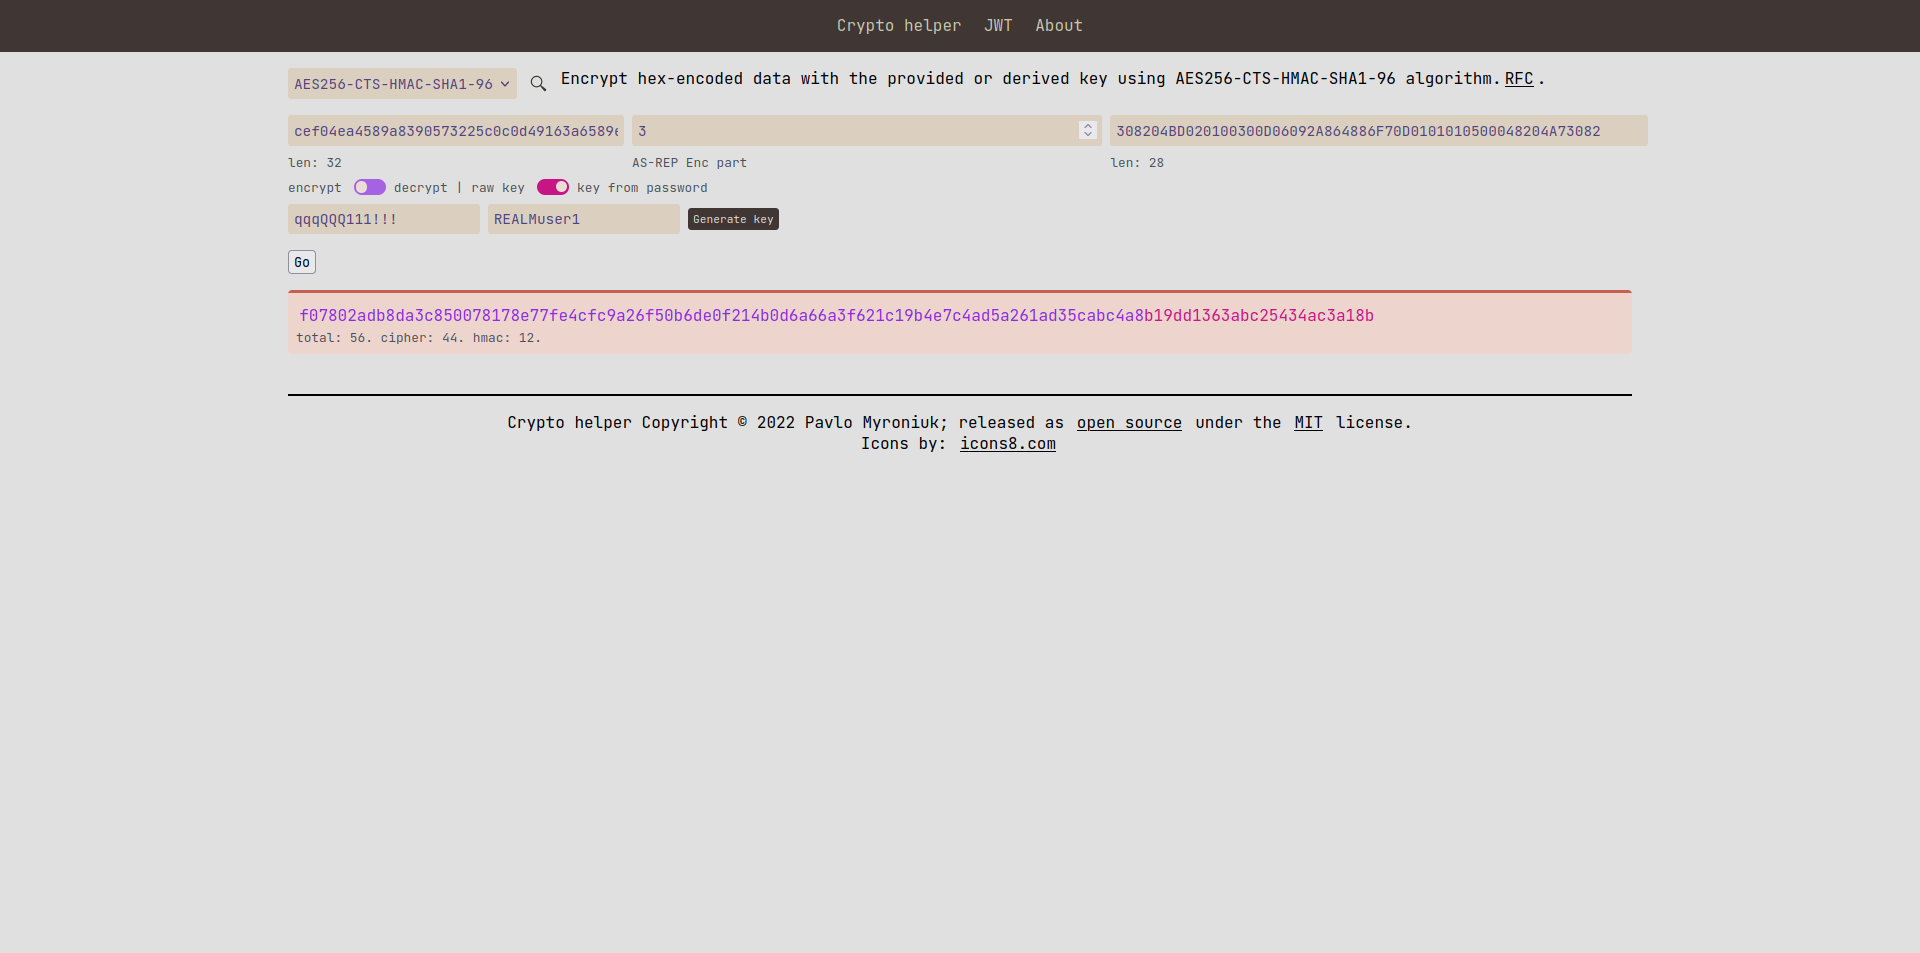 Crypto helper JWT About
AES256-CTS-HMAC-SHA1-96 Encrypt hex-encoded data with the provided or derived key using AES256-CTS-HMAC-SHA1-96 algorithm. RFC .
cef04ea4589a8390573225c0c0d49163a6589e 3 308204BD020100300D06092A864886F70D0101010500048204A73082
len: 32 AS-REP Enc part len: 28
encrypt decrypt | raw key key from password
qqqQQQ111!!! REALMuser1 Generate key
Go
f07802adb8da3c850078178e77fe4cfc9a26f50b6de0f214b0d6a66a3f621c19b4e7c4ad5a261ad35cabc4a8b19dd1363abc25434ac3a18b
total: 56. cipher: 44. hmac: 12.
Crypto helper Copyright © 2022 Pavlo Myroniuk; released as open source under the MIT license.
Icons by: icons8.com